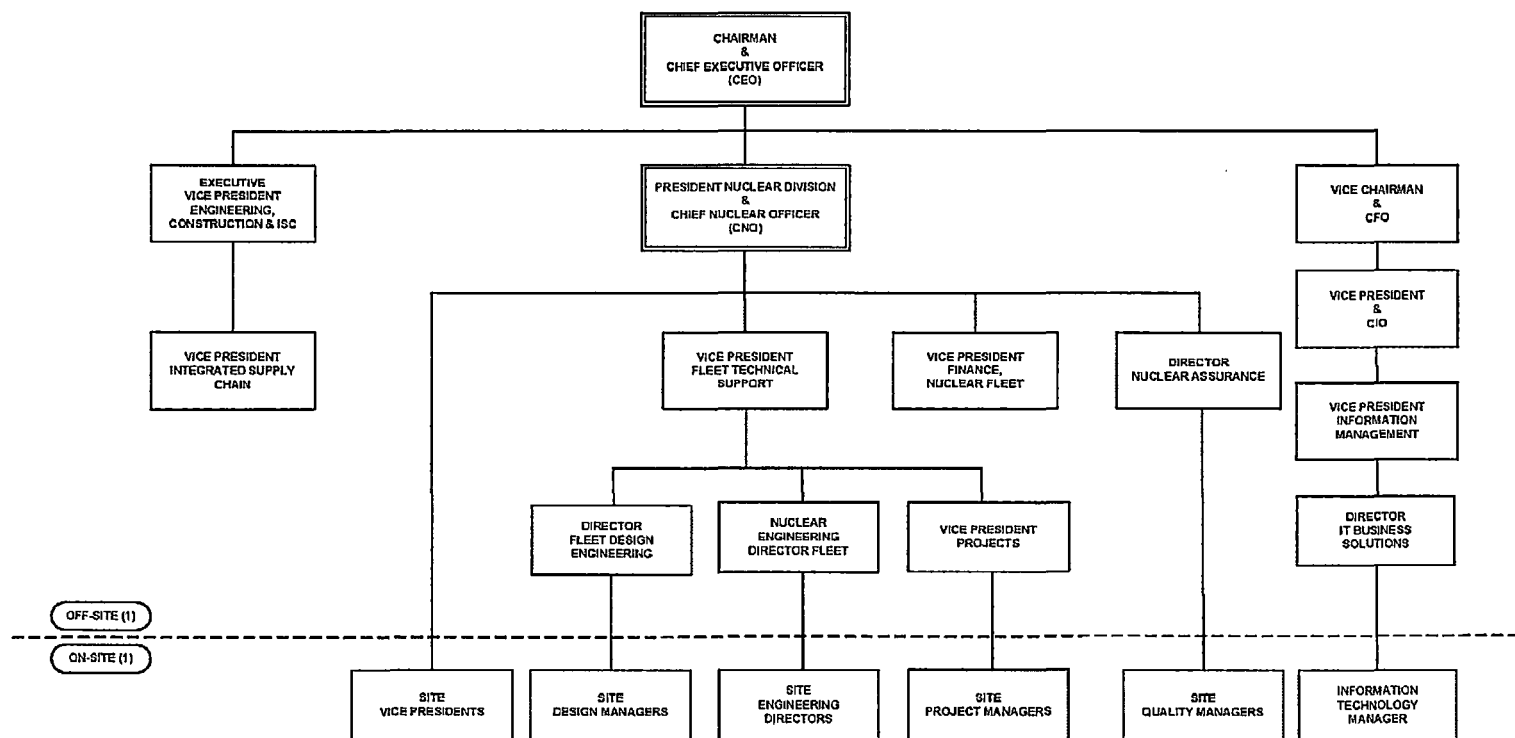 CHAIRMAN
&
CHIEF EXECUTIVE OFFICER
(CEO)
EXECUTIVE
VICE PRESIDENT
ENGINEERING,
CONSTRUCTION & ISC
PRESIDENT NUCLEAR DIVISION
&
CHIEF NUCLEAR OFFICER
(CNO)
VICE CHAIRMAN
&
CFO
VICE PRESIDENT
&
CIO
VICE PRESIDENT
INTEGRATED SUPPLY
CHAIN
VICE PRESIDENT
FLEET TECHNICAL
SUPPORT
VICE PRESIDENT
FINANCE,
NUCLEAR FLEET
DIRECTOR
NUCLEAR ASSURANCE
VICE PRESIDENT
INFORMATION
MANAGEMENT
DIRECTOR
FLEET DESIGN
ENGINEERING
NUCLEAR
ENGINEERING
DIRECTOR FLEET
VICE PRESIDENT
PROJECTS
DIRECTOR
IT BUSINESS
SOLUTIONS
OFF-SITE (1)
ON-SITE (1)
SITE
VICE PRESIDENTS
SITE
DESIGN MANAGERS
SITE
ENGINEERING
DIRECTORS
SITE
PROJECT MANAGERS
SITE
QUALITY MANAGERS
INFORMATION
TECHNOLOGY
MANAGER